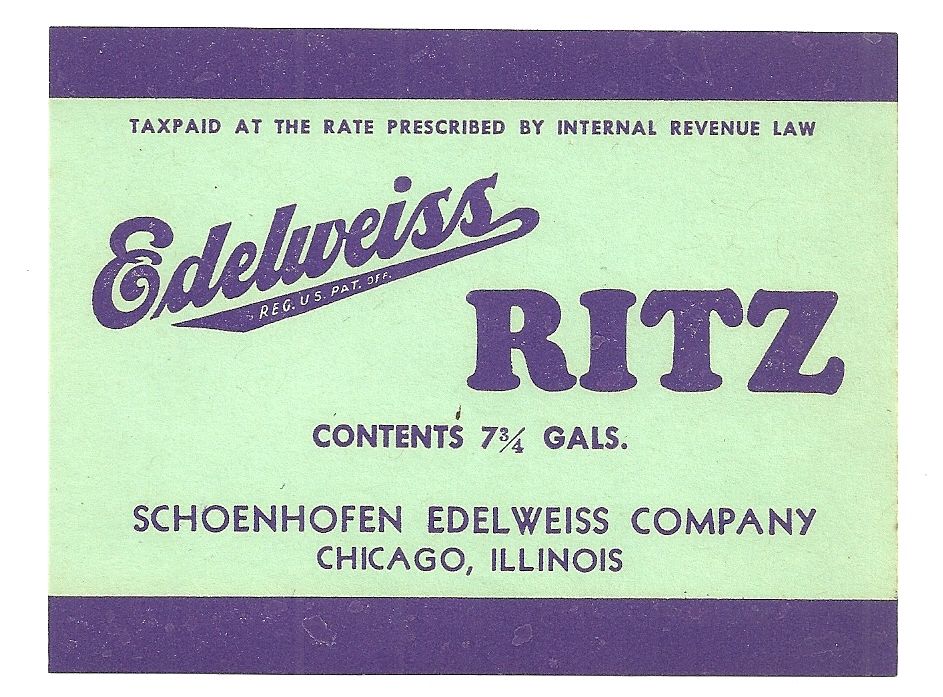 TAXPAID AT THE RATE PRESCRIBED BY INTERNAL REVENUE LAW
Edelweiss
REG. U.S. PAT. OFF.
RITZ
CONTENTS 7¾ GALS.
SCHOENHOFEN EDELWEISS COMPANY
CHICAGO, ILLINOIS